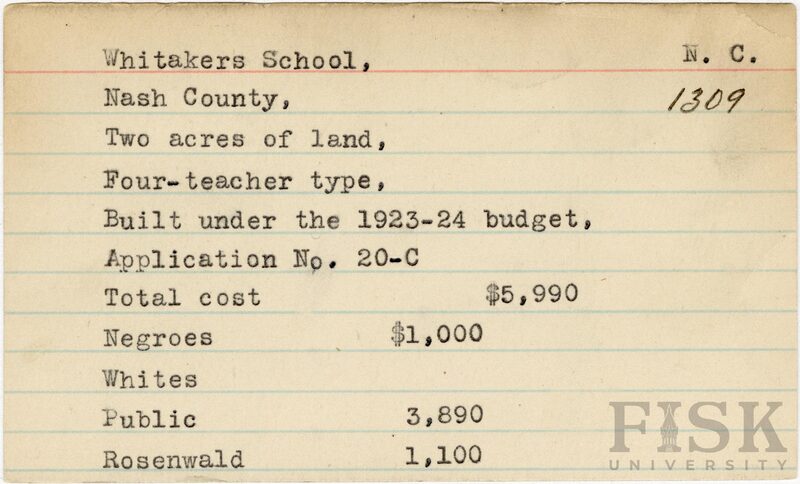 Whitakers School, N. C.
Nash County, 1309
Two acres of land,
Four-teacher type,
Built under the 1923-24 budget,
Application No. 20-C
Total cost $5,990
Negroes $1,000
Whites
Public 3,890
Rosenwald 1,100
FISK
UNIVERSITY